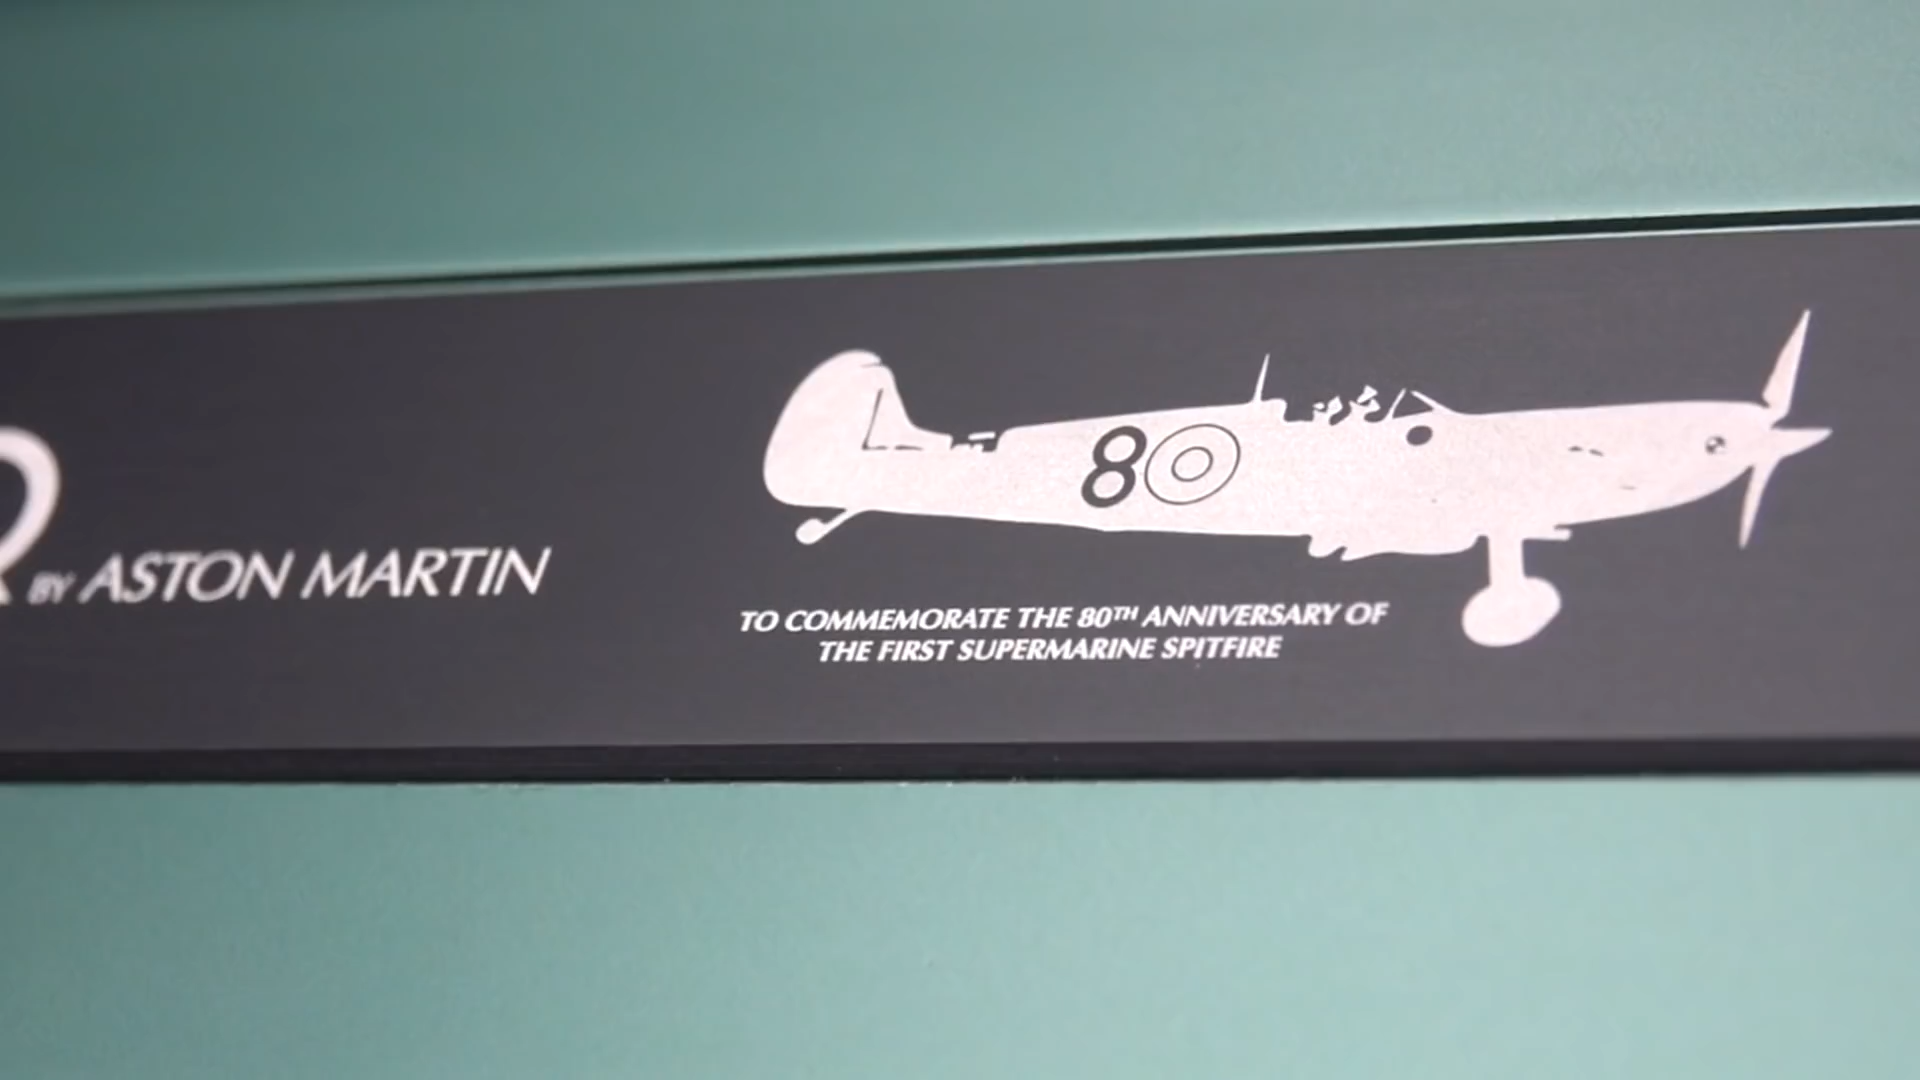 BY ASTON MARTIN
80
TO COMMEMORATE THE 80TH ANNIVERSARY OF
THE FIRST SUPERMARINE SPITFIRE